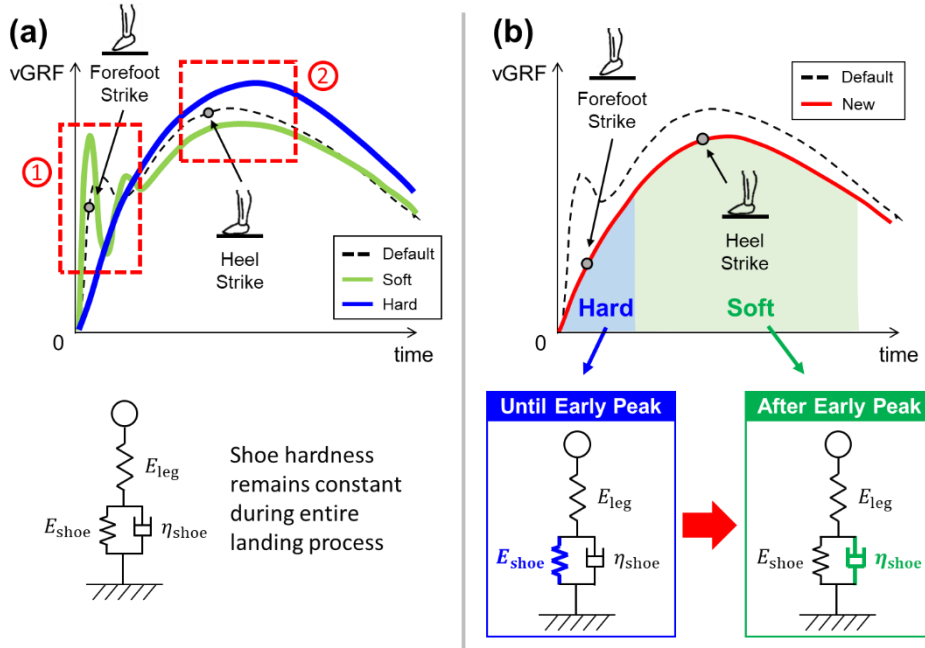 (a)
vGRF
Forefoot
Strike
①
②
Heel
Strike
Default
Soft
Hard
0
time
E_leg
E_shoe
η_shoe
Shoe hardness
remains constant
during entire
landing process
(b)
vGRF
Forefoot
Strike
Default
New
Heel
Strike
Hard
Soft
0
time
Until Early Peak
E_leg
E_shoe
η_shoe
After Early Peak
E_leg
E_shoe
η_shoe